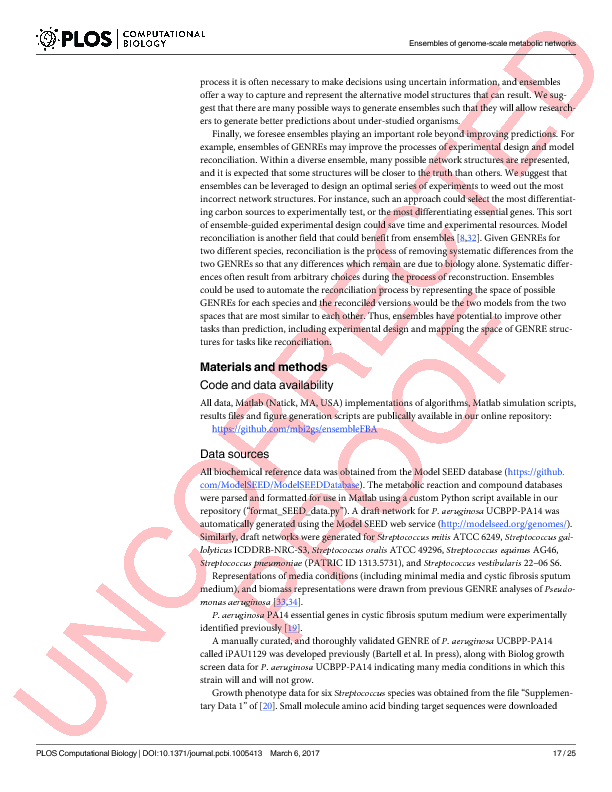 PLOS | COMPUTATIONAL BIOLOGY
Ensembles of genome-scale metabolic networks
process it is often necessary to make decisions using uncertain information, and ensembles
offer a way to capture and represent the alternative model structures that can result. We sug-
gest that there are many possible ways to generate ensembles such that they will allow research-
ers to generate better predictions about under-studied organisms.
Finally, we foresee ensembles playing an important role beyond improving predictions. For
example, ensembles of GENREs may improve the processes of experimental design and model
reconciliation. Within a diverse ensemble, many possible network structures are represented,
and it is expected that some structures will be closer to the truth than others. We suggest that
ensembles can be leveraged to design an optimal series of experiments to weed out the most
incorrect network structures. For instance, such an approach could select the most differentiat-
ing carbon sources to experimentally test, or the most differentiating essential genes. This sort
of ensemble-guided experimental design could save time and experimental resources. Model
reconciliation is another field that could benefit from ensembles [8,32]. Given GENREs for
two different species, reconciliation is the process of removing systematic differences from the
two GENREs so that any differences which remain are due to biology alone. Systematic differ-
ences often result from arbitrary choices during the process of reconstruction. Ensembles
could be used to automate the reconciliation process by representing the space of possible
GENREs for each species and the reconciled versions would be the two models from the two
spaces that are most similar to each other. Thus, ensembles have potential to improve other
tasks than prediction, including experimental design and mapping the space of GENRE struc-
tures for tasks like reconciliation.
Materials and methods
Code and data availability
All data, Matlab (Natick, MA, USA) implementations of algorithms, Matlab simulation scripts,
results files and figure generation scripts are publically available in our online repository:
https://github.com/mbi2gs/ensembleFBA
Data sources
All biochemical reference data was obtained from the Model SEED database (https://github.
com/ModelSEED/ModelSEEDDatabase). The metabolic reaction and compound databases
were parsed and formatted for use in Matlab using a custom Python script available in our
repository ("format_SEED_data.py"). A draft network for P. aeruginosa UCBPP-PA14 was
automatically generated using the Model SEED web service (http://modelseed.org/genomes/).
Similarly, draft networks were generated for Streptococcus mitis ATCC 6249, Streptococcus gal-
lolyticus ICDDRB-NRC-S3, Streptococcus oralis ATCC 49296, Streptococcus equinus AG46,
Streptococcus pneumoniae (PATRIC ID 1313.5731), and Streptococcus vestibularis 22–06 S6.
Representations of media conditions (including minimal media and cystic fibrosis sputum
medium), and biomass representations were drawn from previous GENRE analyses of Pseudo-
monas aeruginosa [33,34].
P. aeruginosa PA14 essential genes in cystic fibrosis sputum medium were experimentally
identified previously [19].
A manually curated, and thoroughly validated GENRE of P. aeruginosa UCBPP-PA14
called iPAU1129 was developed previously (Bartell et al. In press), along with Biolog growth
screen data for P. aeruginosa UCBPP-PA14 indicating many media conditions in which this
strain will and will not grow.
Growth phenotype data for six Streptococcus species was obtained from the file "Supplemen-
tary Data 1" of [20]. Small molecule amino acid binding target sequences were downloaded
PLOS Computational Biology | DOI:10.1371/journal.pcbi.1005413 March 6, 2017
17 / 25
UNCORRECTED
PROOF